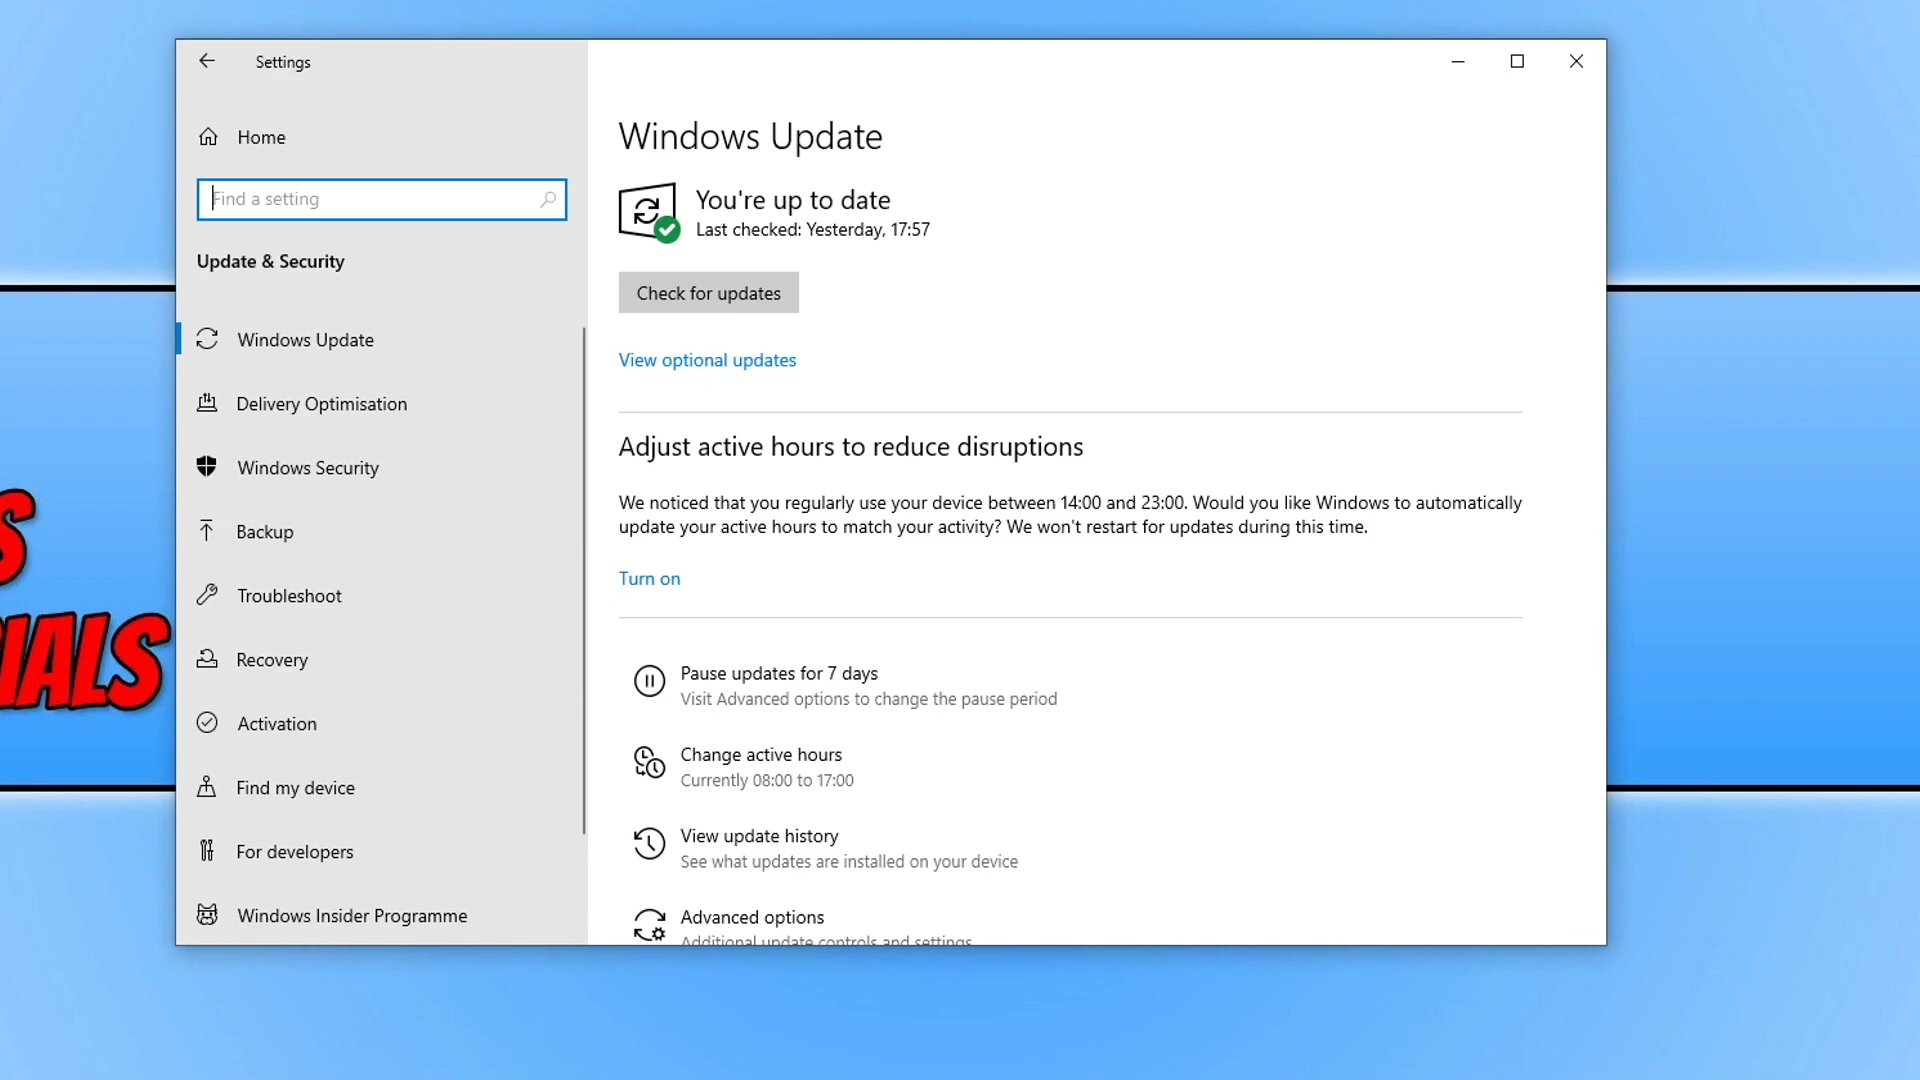 Settings
Home
Find a setting
Update & Security
Windows Update
Delivery Optimisation
Windows Security
Backup
Troubleshoot
Recovery
Activation
Find my device
For developers
Windows Insider Programme
Windows Update
You're up to date
Last checked: Yesterday, 17:57
Check for updates
View optional updates
Adjust active hours to reduce disruptions
We noticed that you regularly use your device between 14:00 and 23:00. Would you like Windows to automatically
update your active hours to match your activity? We won't restart for updates during this time.
Turn on
Pause updates for 7 days
Visit Advanced options to change the pause period
Change active hours
Currently 08:00 to 17:00
View update history
See what updates are installed on your device
Advanced options
Additional update controls and settings
S
IALS